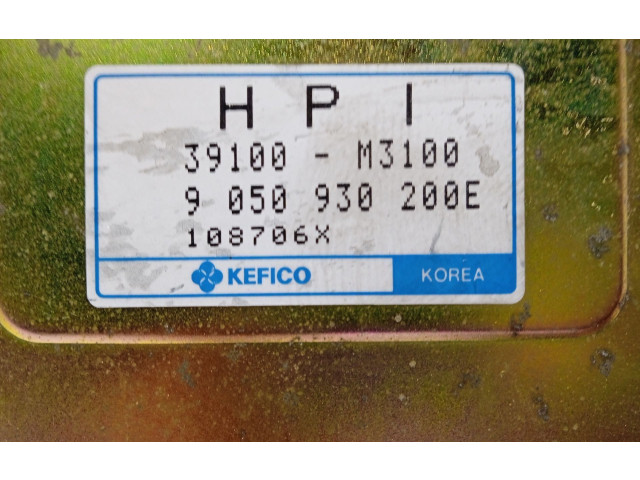 H P I
39100 - M3100
9 050 930 200E
108706X
KEFICO KOREA